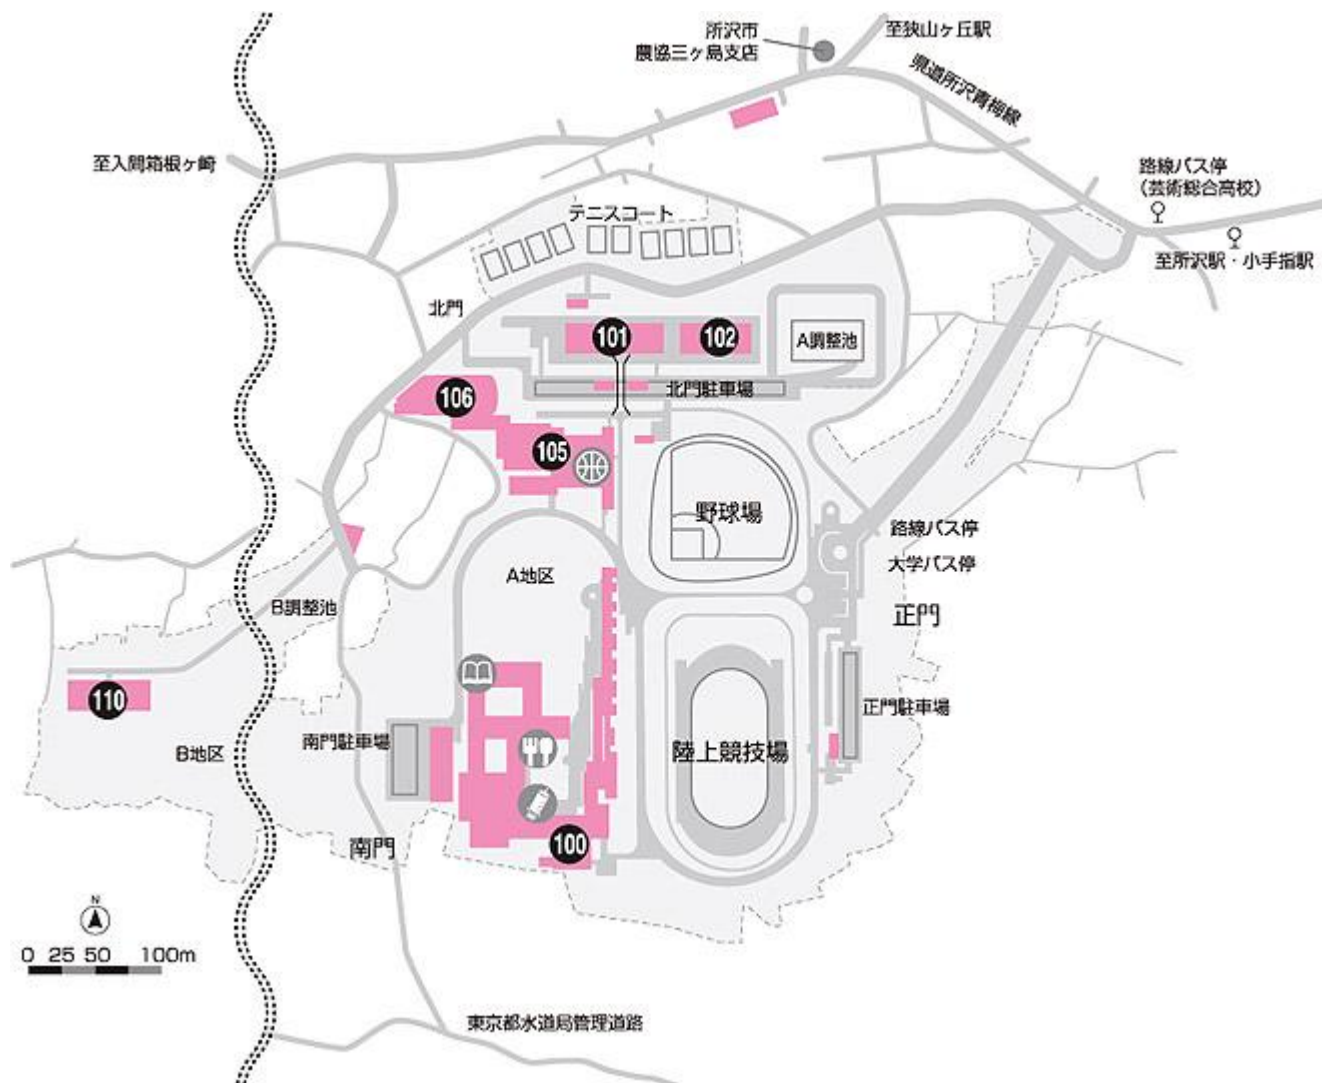 所沢市
農協三ヶ島支店
至狭山ヶ丘駅
県道所沢青梅線
至入間箱根ヶ崎
路線バス停
（芸術総合高校）
テニスコート
至所沢駅・小手指駅
北門
101
102
A調整池
北門駐車場
106
105
野球場
路線バス停
大学バス停
A地区
B調整池
正門
110
正門駐車場
南門駐車場
B地区
陸上競技場
南門
100
N
0 25 50 100m
東京都水道局管理道路